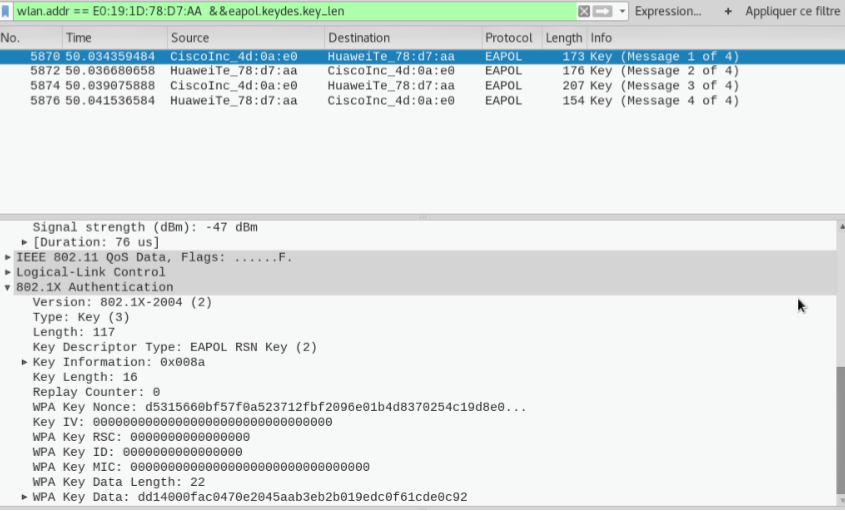 wlan.addr == E0:19:1D:78:D7:AA &&eapol.keydes.key_len Expression... + Appliquer ce filtre
No. Time Source Destination Protocol Length Info
5870 50.034359484 CiscoInc_4d:0a:e0 HuaweiTe_78:d7:aa EAPOL 173 Key (Message 1 of 4)
5872 50.036680658 HuaweiTe_78:d7:aa CiscoInc_4d:0a:e0 EAPOL 176 Key (Message 2 of 4)
5874 50.039075888 CiscoInc_4d:0a:e0 HuaweiTe_78:d7:aa EAPOL 207 Key (Message 3 of 4)
5876 50.041536584 HuaweiTe_78:d7:aa CiscoInc_4d:0a:e0 EAPOL 154 Key (Message 4 of 4)
Signal strength (dBm): -47 dBm
[Duration: 76 us]
IEEE 802.11 QoS Data, Flags: ......F.
Logical-Link Control
802.1X Authentication
Version: 802.1X-2004 (2)
Type: Key (3)
Length: 117
Key Descriptor Type: EAPOL RSN Key (2)
Key Information: 0x008a
Key Length: 16
Replay Counter: 0
WPA Key Nonce: d5315660bf57f0a523712fbf2096e01b4d8370254c19d8e0...
Key IV: 00000000000000000000000000000000
WPA Key RSC: 0000000000000000
WPA Key ID: 0000000000000000
WPA Key MIC: 00000000000000000000000000000000
WPA Key Data Length: 22
WPA Key Data: dd14000fac0470e2045aab3eb2b019edc0f61cde0c92